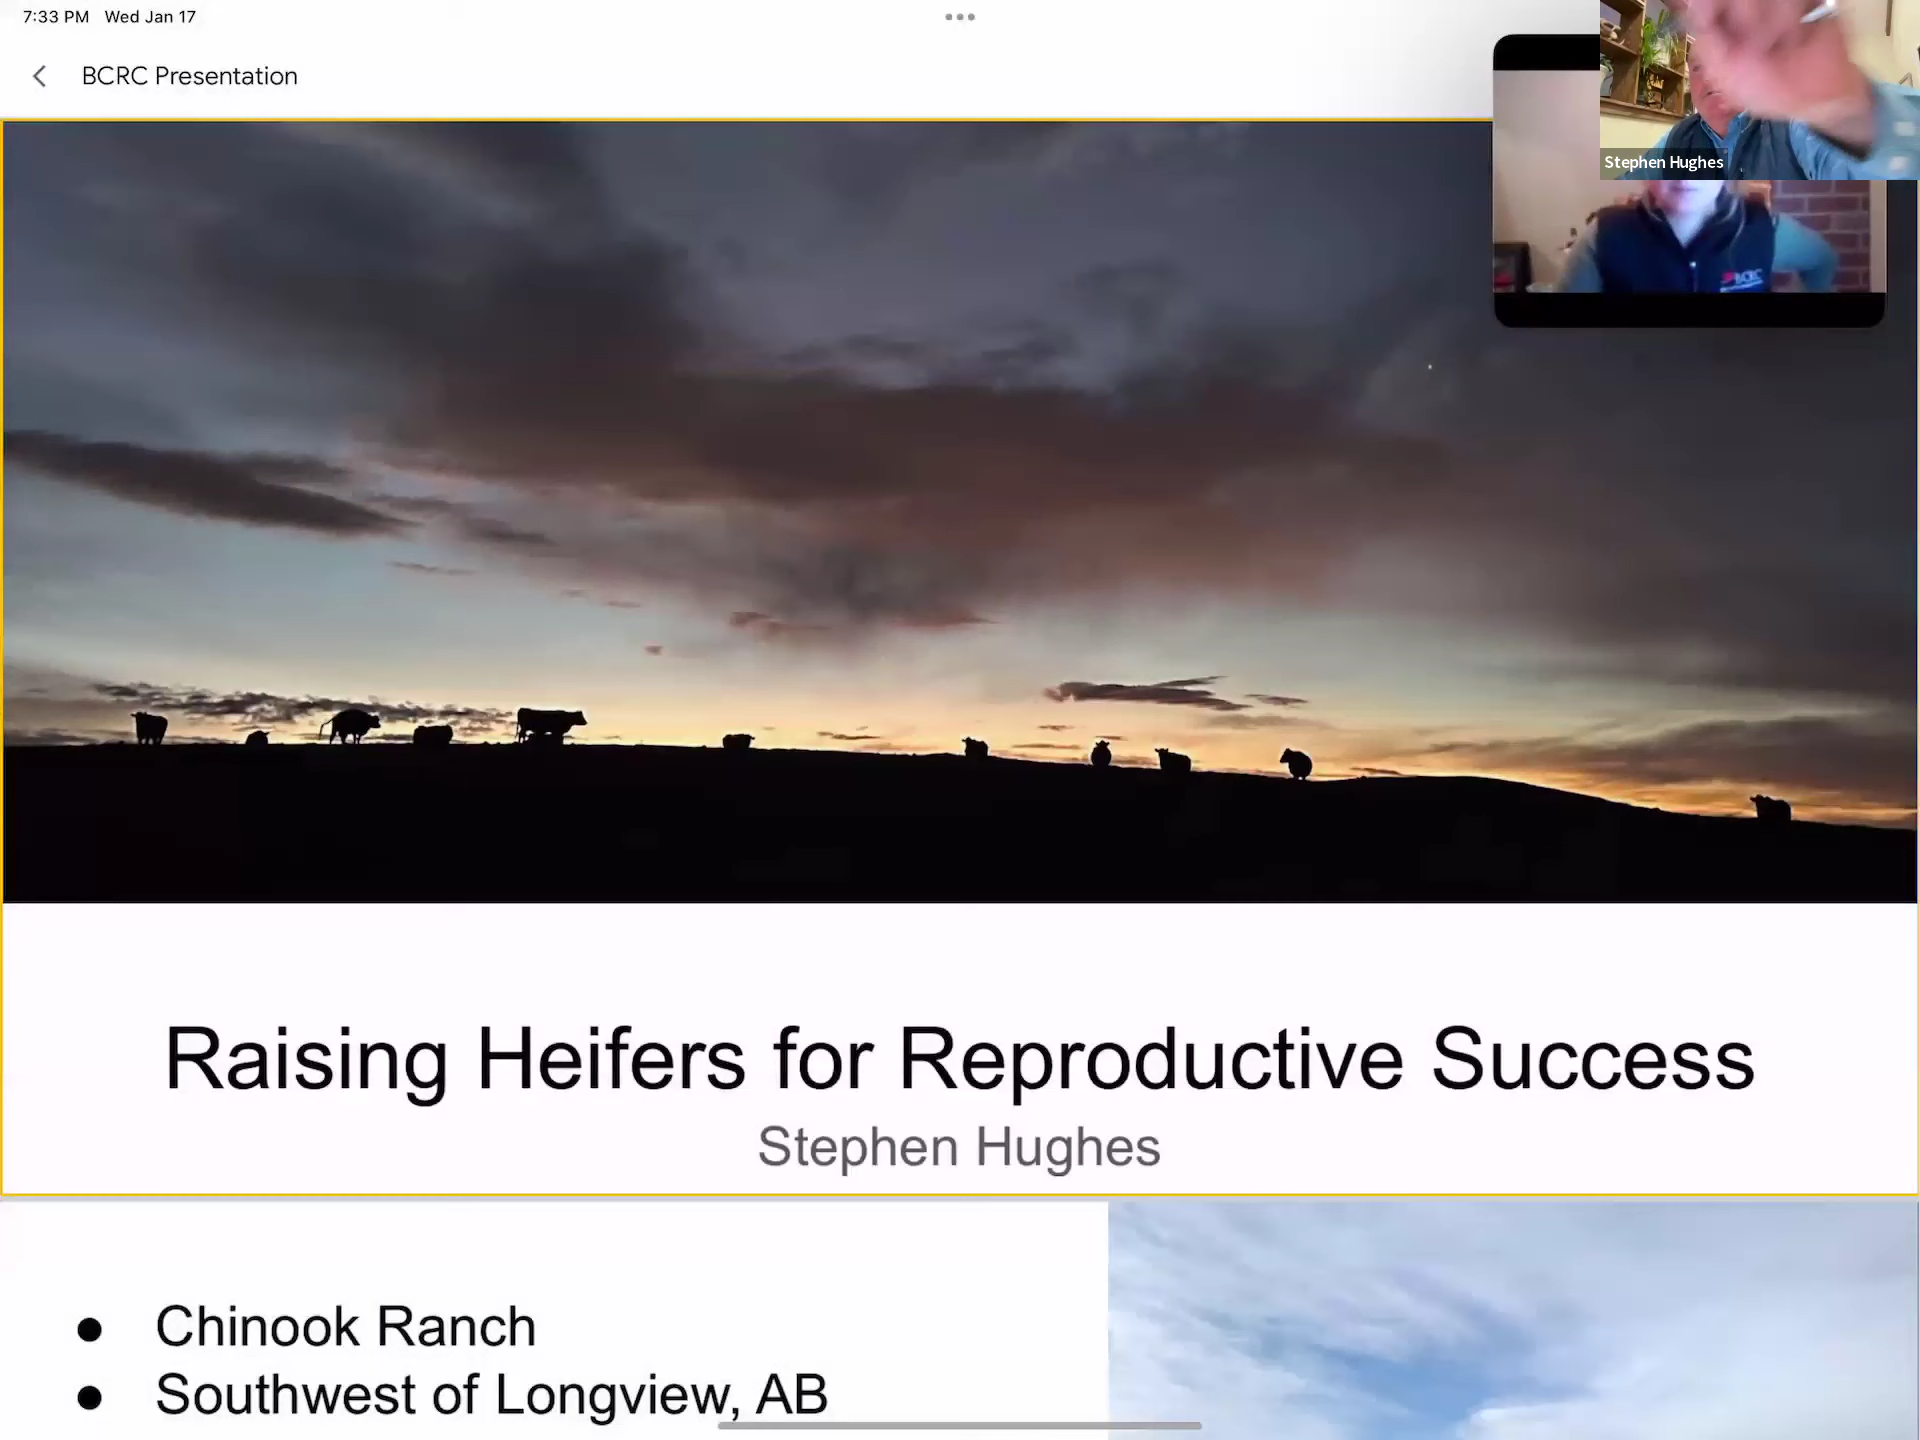 7:33 PM Wed Jan 17
BCRC Presentation
Stephen Hughes
BCRC
Raising Heifers for Reproductive Success
Stephen Hughes
● Chinook Ranch
● Southwest of Longview, AB